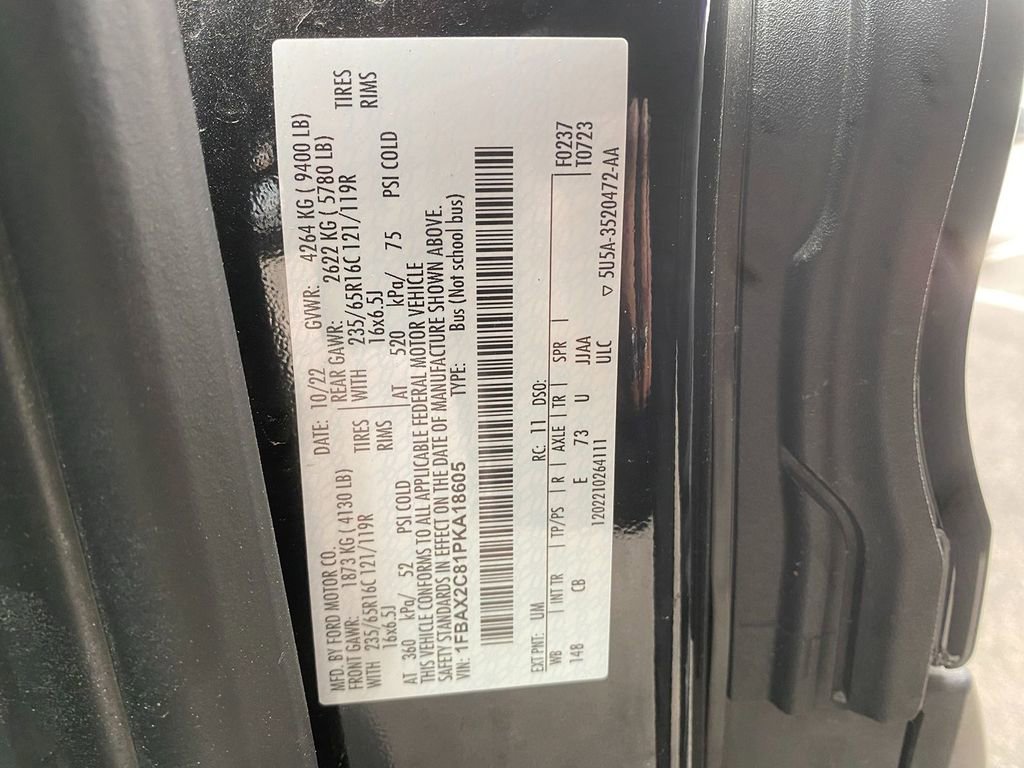 MFD. BY FORD MOTOR CO. DATE: 10/22 GVWR: 4264 KG ( 9400 LB)
FRONT GAWR: 1873 KG ( 4130 LB) REAR GAWR: 2622 KG ( 5780 LB)
WITH 235/65R16C 121/119R TIRES WITH 235/65R16C 121/119R TIRES
16x6.5J RIMS 16x6.5J RIMS
AT 360 kPa/ 52 PSI COLD AT 520 kPa/ 75 PSI COLD
THIS VEHICLE CONFORMS TO ALL APPLICABLE FEDERAL MOTOR VEHICLE
SAFETY STANDARDS IN EFFECT ON THE DATE OF MANUFACTURE SHOWN ABOVE.
VIN: 1FBAX2C81PKA18605 TYPE: Bus (Not school bus)
EXT PNT: UM RC: 11 DSO: F0237
WB INT TR TP/PS R AXLE TR SPR T0723
148 CB E 73 U JJAA
1202210264111 ULC ▽ 5U5A-3520472-AA